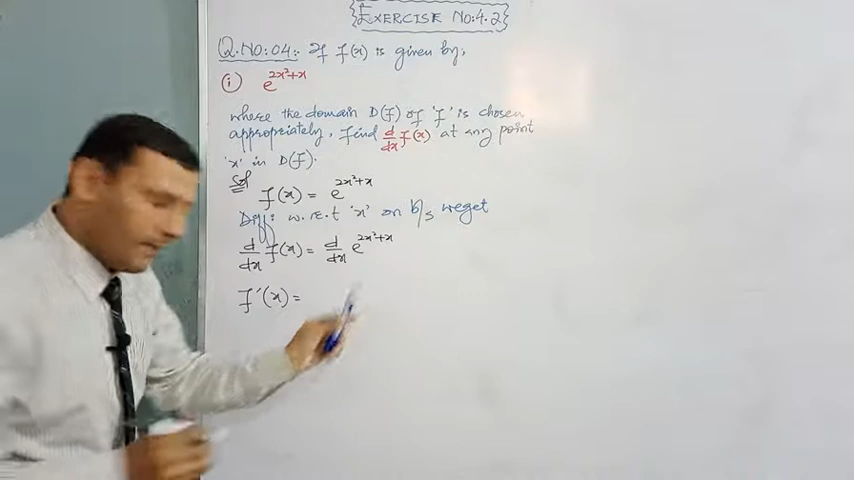 EXERCISE NO:4.2
Q.NO:04:- If f(x) is given by;
(i) e^{2x²+x}
where the domain D(f) of 'f' is chosen
appropriately, find d/dx f(x) at any point
'x' in D(f).
Sol
f(x) = e^{2x²+x}
Diff: w.r.t 'x' on b/s we get
d/dx f(x) = d/dx e^{2x²+x}
f'(x) =